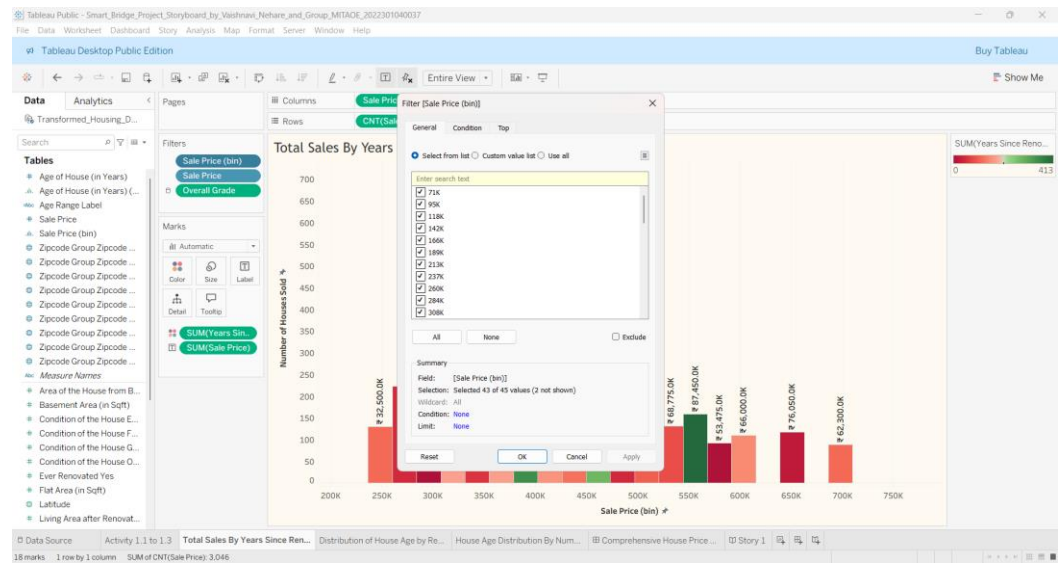 Tableau Public - Smart_Bridge_Project_Storyboard_by_Vaishnavi_Nehare_and_Group_MITAOE_2022301040037
File Data Worksheet Dashboard Story Analysis Map Format Server Window Help
Tableau Desktop Public Edition
Buy Tableau
Entire View
Show Me
Data Analytics
Transformed_Housing_D...
Search
Tables
Age of House (in Years)
Age of House (in Years) (...
Age Range Label
Sale Price
Sale Price (bin)
Zipcode Group Zipcode ...
Zipcode Group Zipcode ...
Zipcode Group Zipcode ...
Zipcode Group Zipcode ...
Zipcode Group Zipcode ...
Zipcode Group Zipcode ...
Zipcode Group Zipcode ...
Zipcode Group Zipcode ...
Zipcode Group Zipcode ...
Measure Names
Area of the House from B...
Basement Area (in Sqft)
Condition of the House E...
Condition of the House F...
Condition of the House G...
Condition of the House O...
Ever Renovated Yes
Flat Area (in Sqft)
Latitude
Living Area after Renovat...
Pages
Filters
Sale Price (bin)
Sale Price
Overall Grade
Marks
Automatic
Color Size Label
Detail Tooltip
SUM(Years Sin..
SUM(Sale Price)
Columns Sale Pric
Rows CNT(Sal
Total Sales By Years
Number of Houses Sold
700
650
600
550
500
450
400
350
300
250
200
150
100
50
0
₹ 32,500.0K
₹ 68,775.0K
₹ 87,450.0K
₹ 53,475.0K
₹ 66,000.0K
₹ 76,050.0K
₹ 62,300.0K
200K 250K 300K 350K 400K 450K 500K 550K 600K 650K 700K 750K
Sale Price (bin)
Filter [Sale Price (bin)]
General Condition Top
Select from list Custom value list Use all
Enter search text
71K
95K
118K
142K
166K
189K
213K
237K
260K
284K
308K
All None Exclude
Summary
Field: [Sale Price (bin)]
Selection: Selected 43 of 45 values (2 not shown)
Wildcard: All
Condition: None
Limit: None
Reset OK Cancel Apply
SUM(Years Since Reno...
0 413
Data Source Activity 1.1 to 1.3 Total Sales By Years Since Ren... Distribution of House Age by Re... House Age Distribution By Num... Comprehensive House Price ... Story 1
18 marks 1 row by 1 column SUM of CNT(Sale Price): 3,046